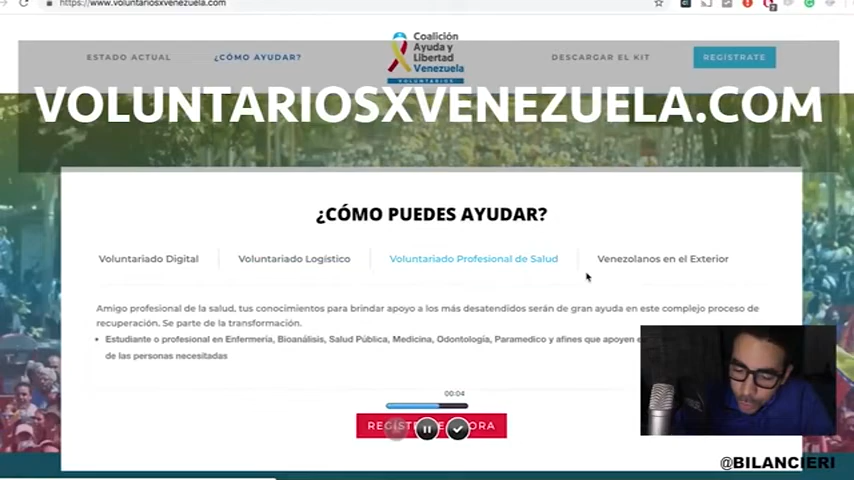 https://www.voluntariosxvenezuela.com
Coalición
Ayuda y
Libertad
Venezuela
VOLUNTARIOS
ESTADO ACTUAL
¿CÓMO AYUDAR?
DESCARGAR EL KIT
REGÍSTRATE
VOLUNTARIOSXVENEZUELA.COM
¿CÓMO PUEDES AYUDAR?
Voluntariado Digital
Voluntariado Logístico
Voluntariado Profesional de Salud
Venezolanos en el Exterior
Amigo profesional de la salud, tus conocimientos para brindar apoyo a los más desatendidos serán de gran ayuda en este complejo proceso de
recuperación. Se parte de la transformación.
Estudiante o profesional en Enfermería, Bioanálisis, Salud Pública, Medicina, Odontología, Paramedico y afines que apoyen
de las personas necesitadas
00:04
@BILANCIERI